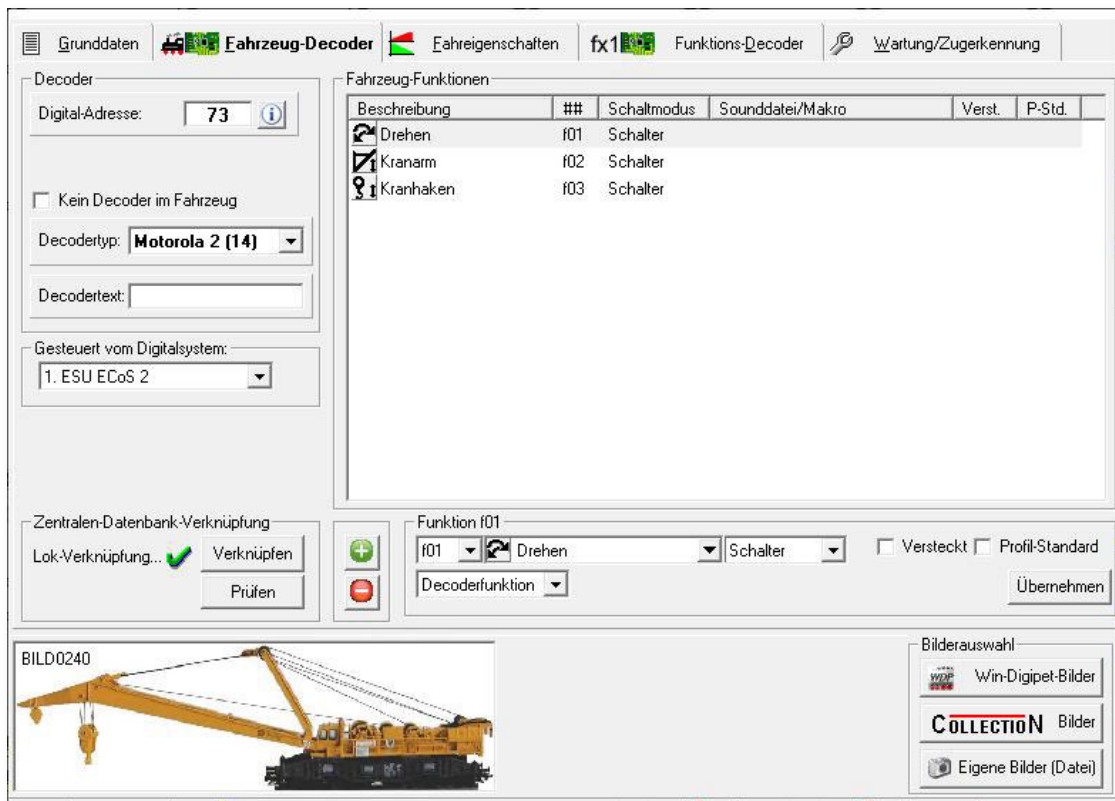 Grunddaten
Fahrzeug-Decoder
Fahreigenschaften
fx1 Funktions-Decoder
Wartung/Zugerkennung
Decoder
Digital-Adresse: 73
Kein Decoder im Fahrzeug
Decodertyp: Motorola 2 (14)
Decodertext:
Gesteuert vom Digitalsystem:
1. ESU ECoS 2
Fahrzeug-Funktionen
Beschreibung ## Schaltmodus Sounddatei/Makro Verst. P-Std.
Drehen f01 Schalter
Kranarm f02 Schalter
Kranhaken f03 Schalter
Zentralen-Datenbank-Verknüpfung
Lok-Verknüpfung... Verknüpfen
Prüfen
Funktion f01
f01 Drehen Schalter Versteckt Profil-Standard
Decoderfunktion Übernehmen
BILD0240
Bilderauswahl
WDP Win-Digipet-Bilder
COLLECTION Bilder
Eigene Bilder (Datei)